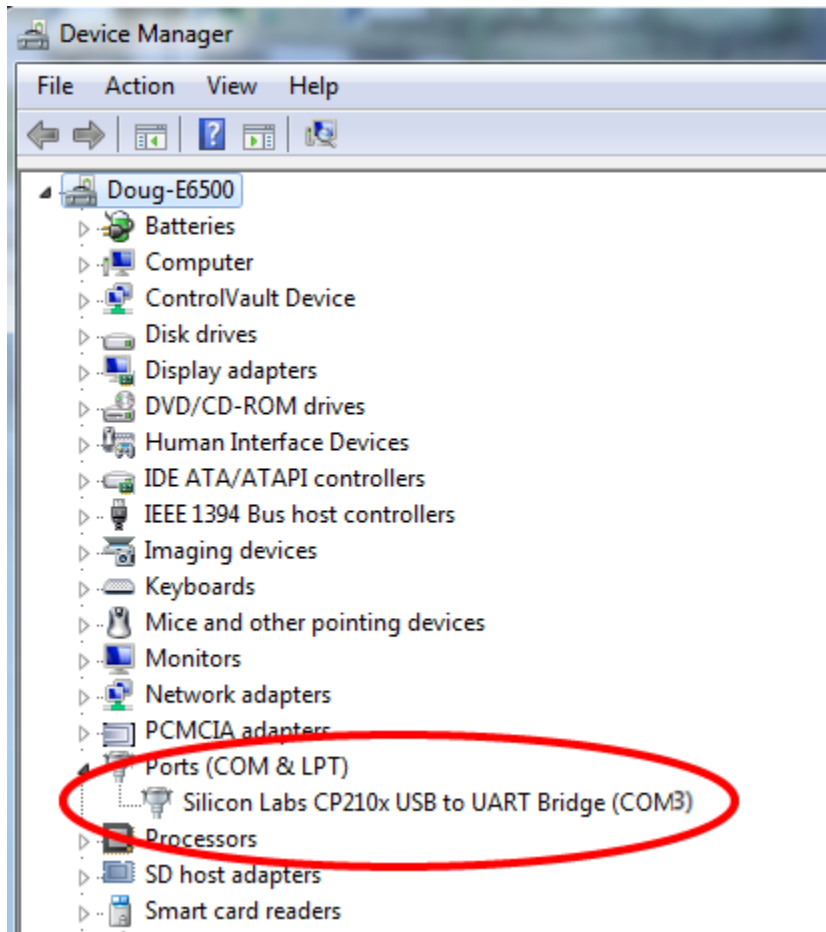 Device Manager
File Action View Help
Doug-E6500
Batteries
Computer
ControlVault Device
Disk drives
Display adapters
DVD/CD-ROM drives
Human Interface Devices
IDE ATA/ATAPI controllers
IEEE 1394 Bus host controllers
Imaging devices
Keyboards
Mice and other pointing devices
Monitors
Network adapters
PCMCIA adapters
Ports (COM & LPT)
Silicon Labs CP210x USB to UART Bridge (COM3)
Processors
SD host adapters
Smart card readers